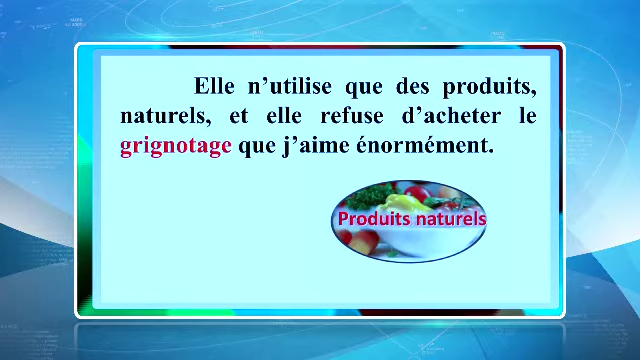 Elle n’utilise que des produits,
naturels, et elle refuse d’acheter le
grignotage que j’aime énormément.
Produits naturels